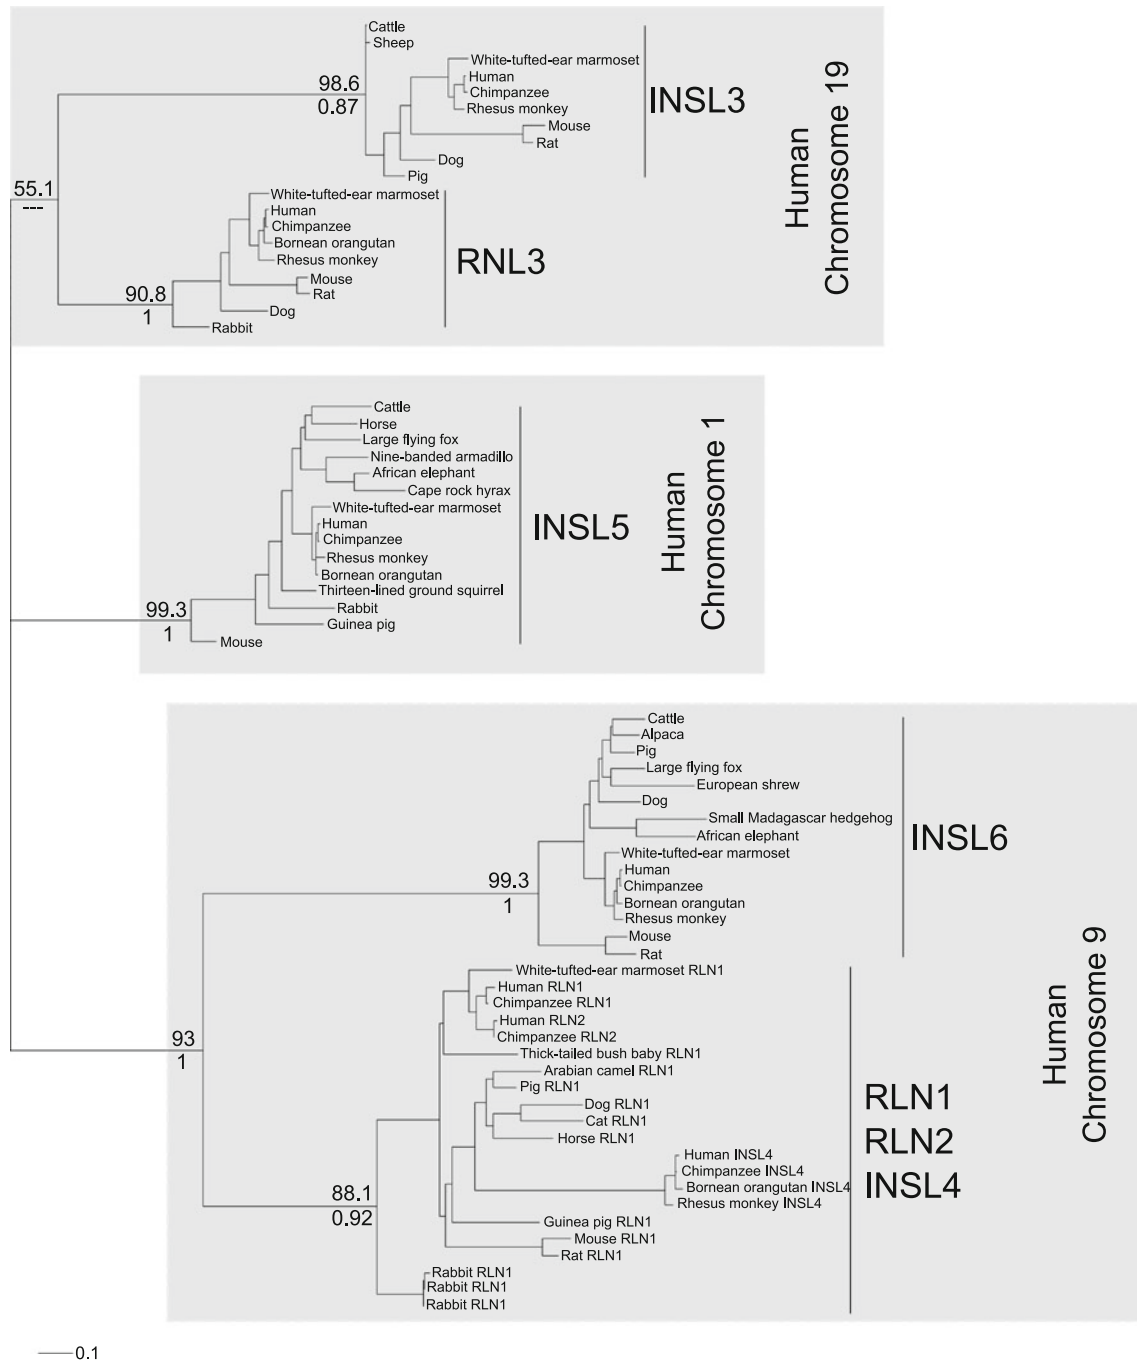 Cattle
Sheep
White-tufted-ear marmoset
Human
Chimpanzee
Rhesus monkey
Mouse
Rat
Dog
Pig
98.6
0.87
INSL3
55.1
---
White-tufted-ear marmoset
Human
Chimpanzee
Bornean orangutan
Rhesus monkey
Mouse
Rat
Dog
Rabbit
90.8
1
RNL3
Human
Chromosome 19
Cattle
Horse
Large flying fox
Nine-banded armadillo
African elephant
Cape rock hyrax
White-tufted-ear marmoset
Human
Chimpanzee
Rhesus monkey
Bornean orangutan
Thirteen-lined ground squirrel
Rabbit
Guinea pig
Mouse
99.3
1
INSL5
Human
Chromosome 1
Cattle
Alpaca
Pig
Large flying fox
European shrew
Dog
Small Madagascar hedgehog
African elephant
White-tufted-ear marmoset
Human
Chimpanzee
Bornean orangutan
Rhesus monkey
Mouse
Rat
99.3
1
INSL6
93
1
White-tufted-ear marmoset RLN1
Human RLN1
Chimpanzee RLN1
Human RLN2
Chimpanzee RLN2
Thick-tailed bush baby RLN1
Arabian camel RLN1
Pig RLN1
Dog RLN1
Cat RLN1
Horse RLN1
Human INSL4
Chimpanzee INSL4
Bornean orangutan INSL4
Rhesus monkey INSL4
Guinea pig RLN1
Mouse RLN1
Rat RLN1
Rabbit RLN1
Rabbit RLN1
Rabbit RLN1
88.1
0.92
RLN1
RLN2
INSL4
Human
Chromosome 9
0.1